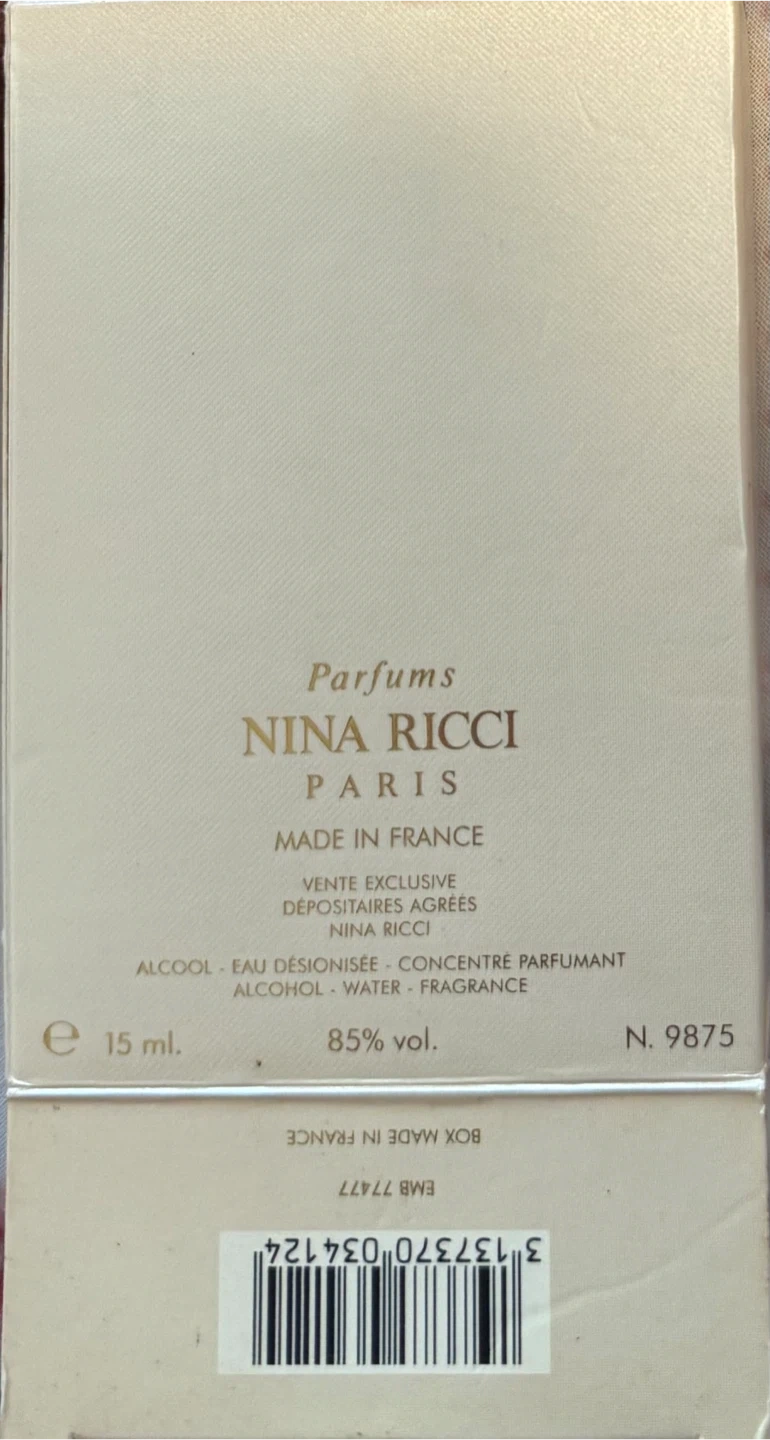 Parfums
NINA RICCI
PARIS
MADE IN FRANCE
VENTE EXCLUSIVE
DÉPOSITAIRES AGRÉÉS
NINA RICCI
ALCOOL - EAU DÉSIONISÉE - CONCENTRÉ PARFUMANT
ALCOHOL - WATER - FRAGRANCE
e 15 ml. 85% vol. N. 9875
BOX MADE IN FRANCE
EMB 77477
3 137370 034124